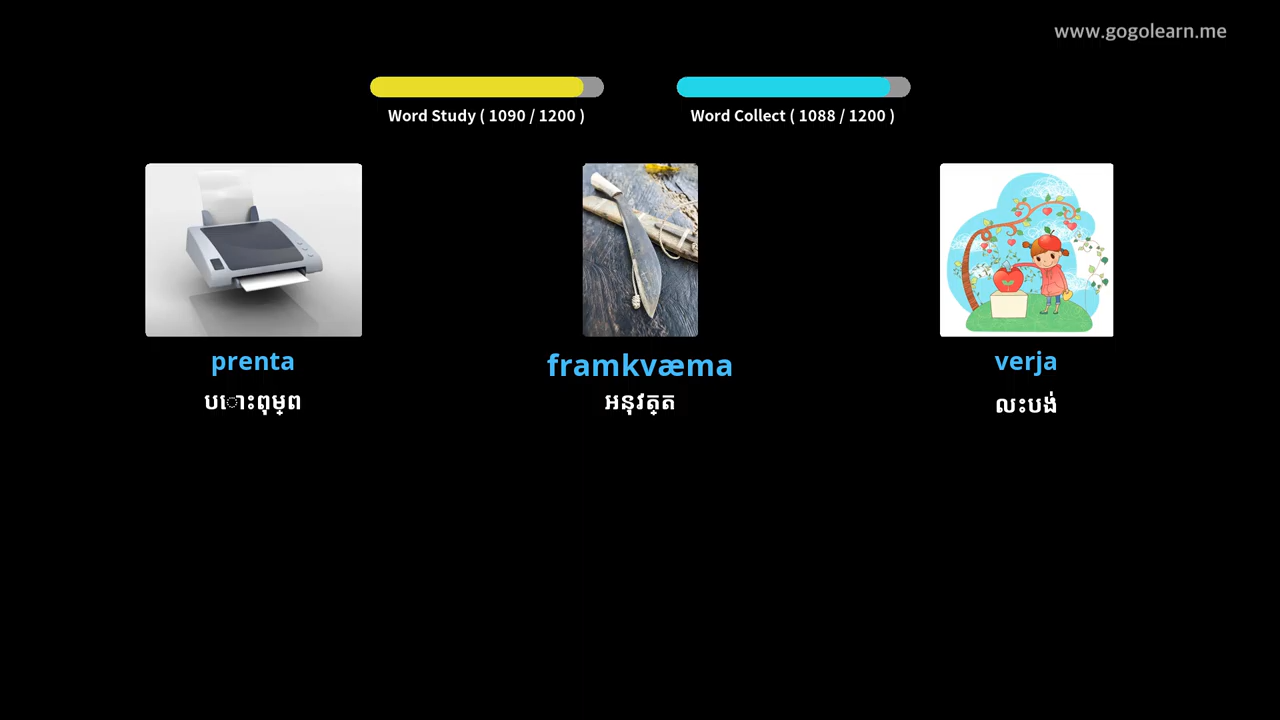 www.gogolearn.me
Word Study ( 1090 / 1200 )
Word Collect ( 1088 / 1200 )
prenta
framkvæma
verja
បោះពុម្ព
អនុវត្ត
លះបង់